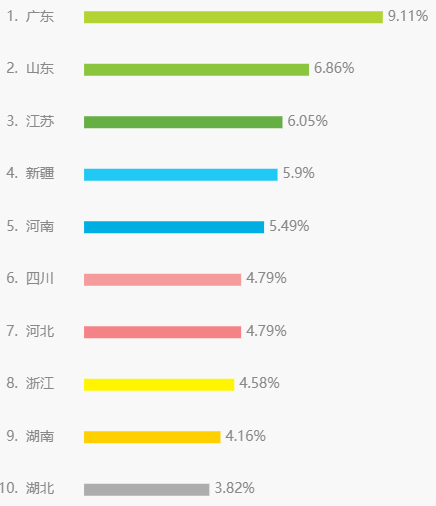 1. 广东 9.11%
2. 山东 6.86%
3. 江苏 6.05%
4. 新疆 5.9%
5. 河南 5.49%
6. 四川 4.79%
7. 河北 4.79%
8. 浙江 4.58%
9. 湖南 4.16%
10. 湖北 3.82%